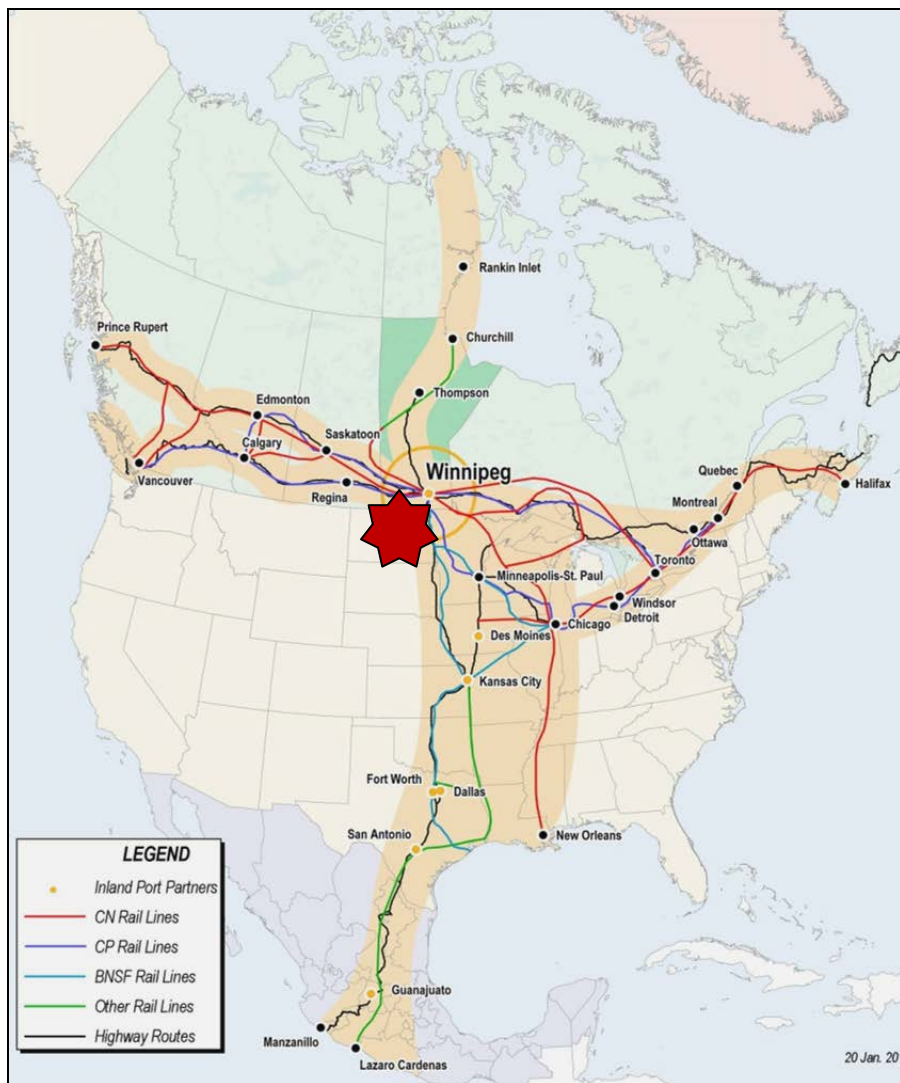 Rankin Inlet
Churchill
Prince Rupert
Thompson
Edmonton
Saskatoon
Calgary
Winnipeg
Vancouver
Regina
Quebec
Halifax
Montreal
Ottawa
Toronto
Minneapolis-St. Paul
Windsor
Detroit
Chicago
Des Moines
Kansas City
Fort Worth
Dallas
San Antonio
New Orleans
LEGEND
Inland Port Partners
CN Rail Lines
CP Rail Lines
BNSF Rail Lines
Other Rail Lines
Highway Routes
Guanajuato
Manzanillo
Lazaro Cardenas
20 Jan. 20